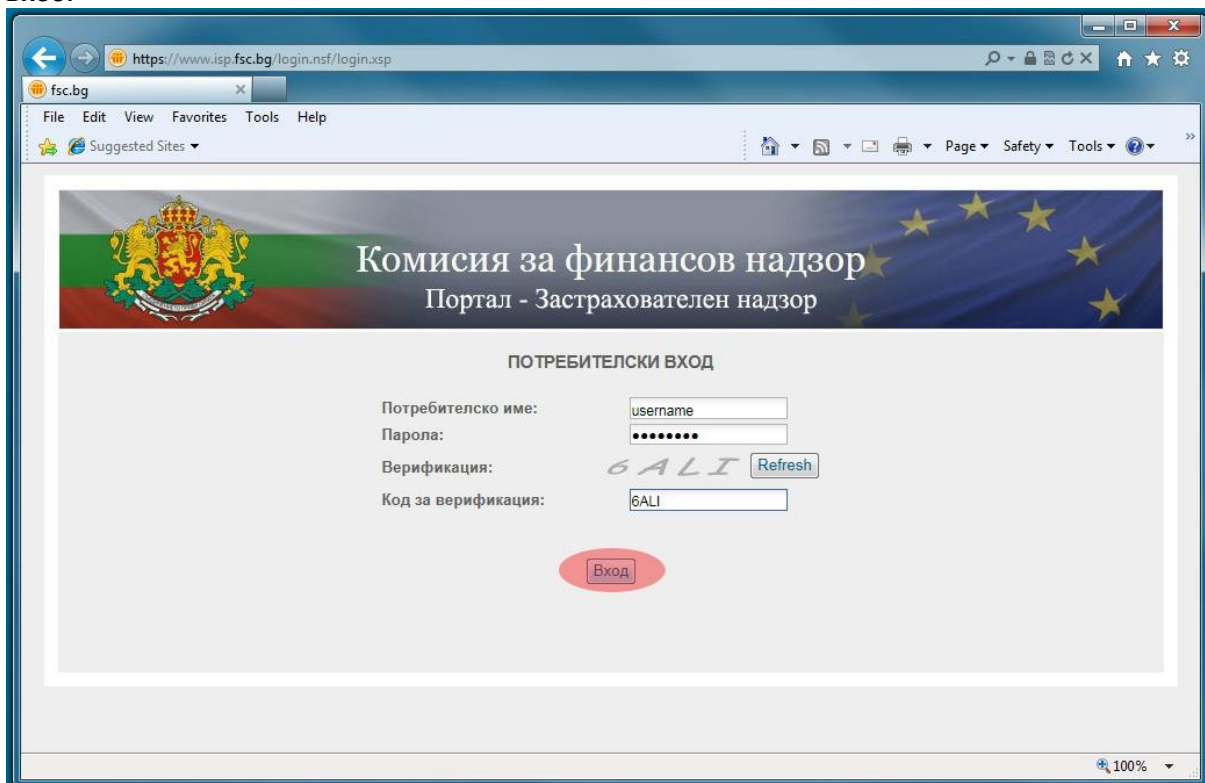 https://www.isp.fsc.bg/login.nsf/login.xsp
fsc.bg
File Edit View Favorites Tools Help
Suggested Sites
Page Safety Tools
Комисия за финансов надзор
Портал - Застрахователен надзор
ПОТРЕБИТЕЛСКИ ВХОД
Потребителско име: username
Парола: ••••••••
Верификация: 6ALI Refresh
Код за верификация: 6ALI
Вход
100%